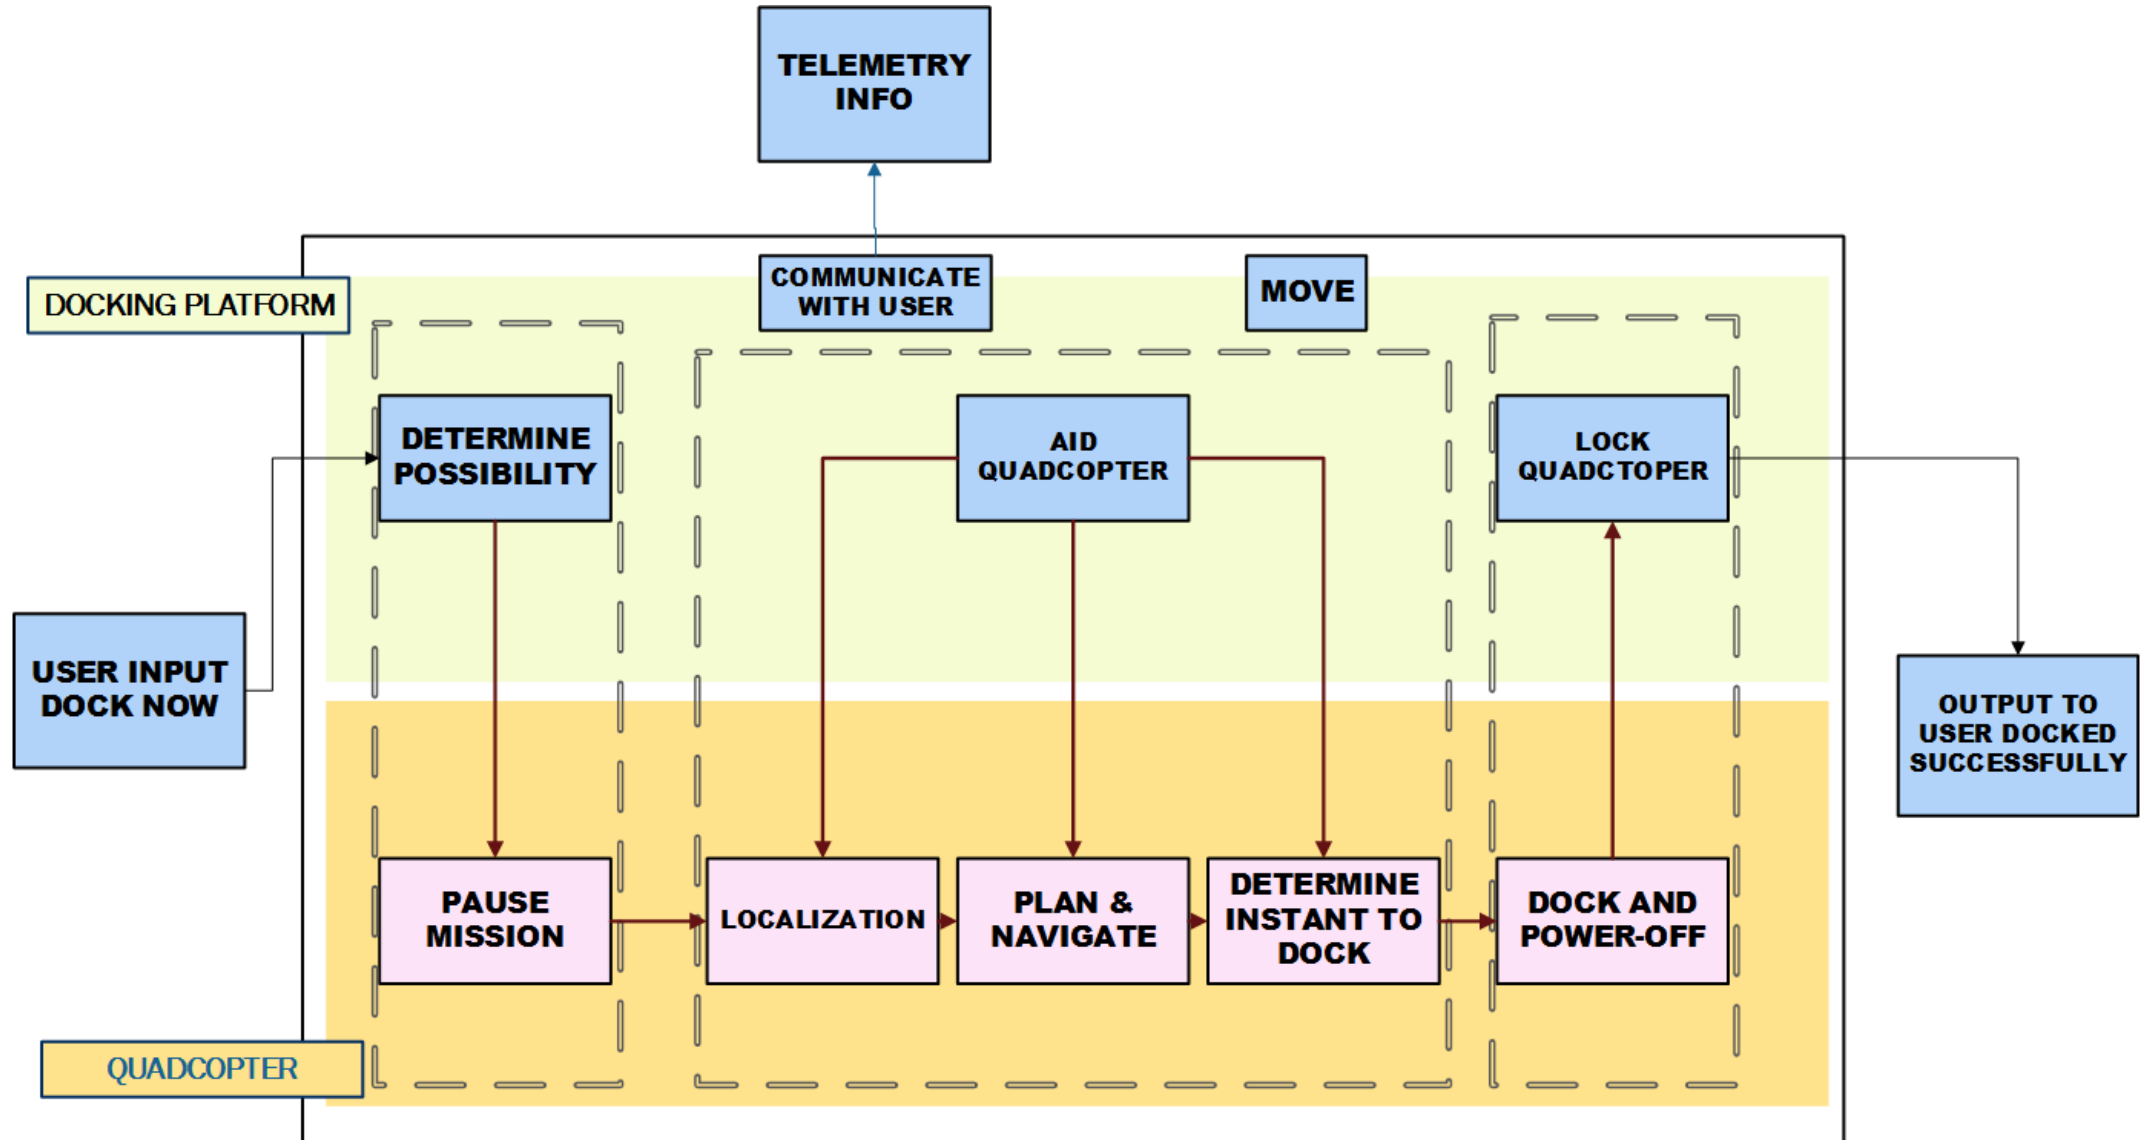 TELEMETRY
INFO
COMMUNICATE
WITH USER
MOVE
DOCKING PLATFORM
DETERMINE
POSSIBILITY
AID
QUADCOPTER
LOCK
QUADCTOPER
USER INPUT
DOCK NOW
OUTPUT TO
USER DOCKED
SUCCESSFULLY
PAUSE
MISSION
LOCALIZATION
PLAN &
NAVIGATE
DETERMINE
INSTANT TO
DOCK
DOCK AND
POWER-OFF
QUADCOPTER